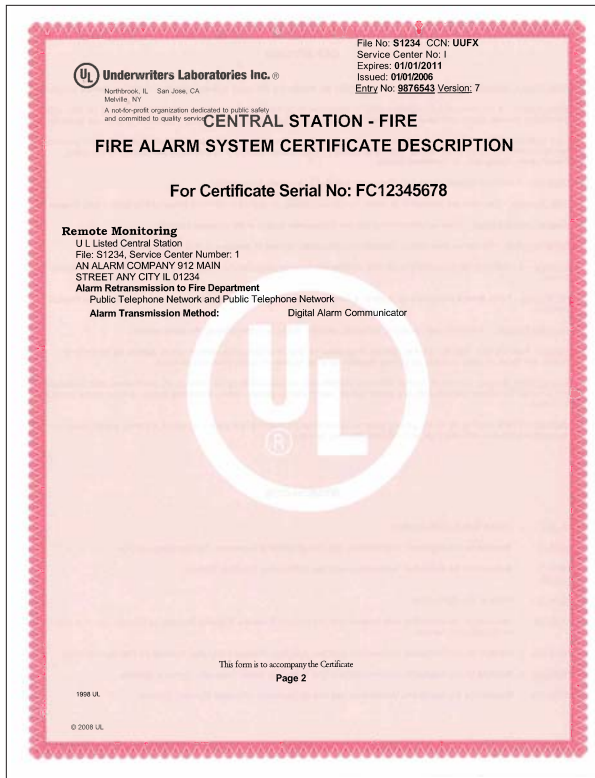 File No: S1234 CCN: UUFX
Service Center No: I
Expires: 01/01/2011
Issued: 01/01/2006
Entry No: 9876543 Version: 7
UL Underwriters Laboratories Inc.®
Northbrook, IL San Jose, CA
Melville, NY
A not-for-profit organization dedicated to public safety
and committed to quality service
CENTRAL STATION - FIRE
FIRE ALARM SYSTEM CERTIFICATE DESCRIPTION
For Certificate Serial No: FC12345678
Remote Monitoring
U L Listed Central Station
File: S1234, Service Center Number: 1
AN ALARM COMPANY 912 MAIN
STREET ANY CITY IL 01234
Alarm Retransmission to Fire Department
Public Telephone Network and Public Telephone Network
Alarm Transmission Method: Digital Alarm Communicator
UL
®
This form is to accompany the Certificate
Page 2
1998 UL
© 2008 UL